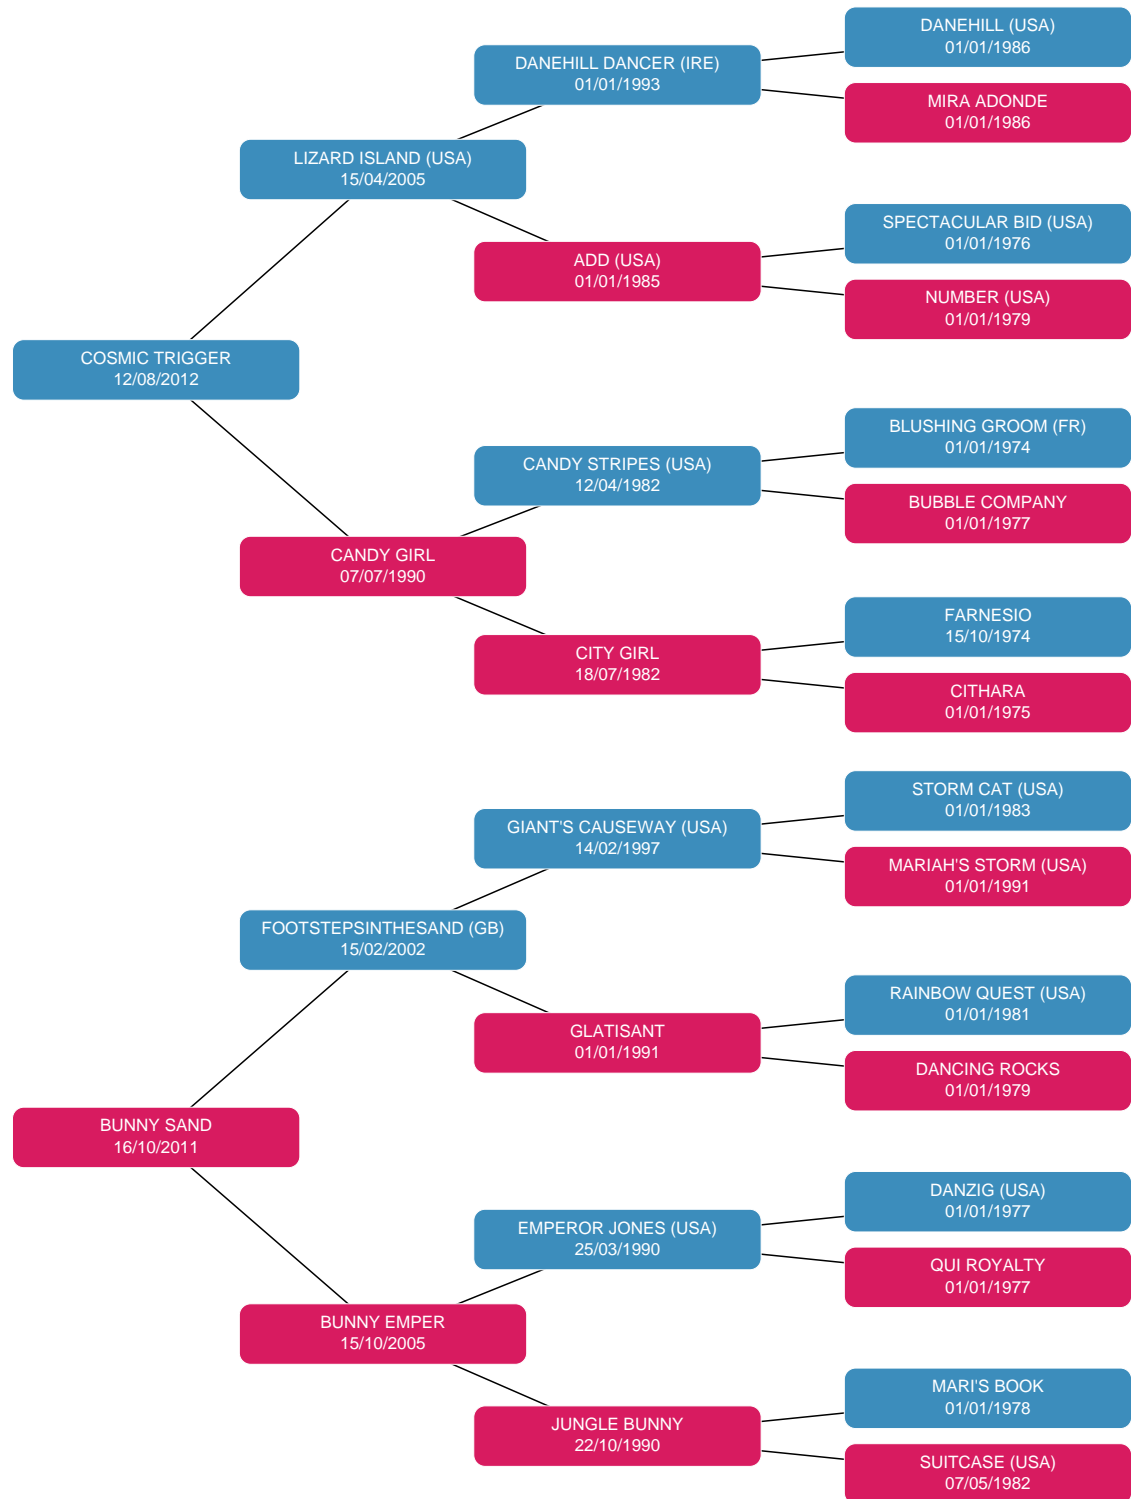 DANEHILL (USA)
01/01/1986
DANEHILL DANCER (IRE)
01/01/1993
MIRA ADONDE
01/01/1986
LIZARD ISLAND (USA)
15/04/2005
SPECTACULAR BID (USA)
01/01/1976
ADD (USA)
01/01/1985
NUMBER (USA)
01/01/1979
COSMIC TRIGGER
12/08/2012
BLUSHING GROOM (FR)
01/01/1974
CANDY STRIPES (USA)
12/04/1982
BUBBLE COMPANY
01/01/1977
CANDY GIRL
07/07/1990
FARNESIO
15/10/1974
CITY GIRL
18/07/1982
CITHARA
01/01/1975
STORM CAT (USA)
01/01/1983
GIANT'S CAUSEWAY (USA)
14/02/1997
MARIAH'S STORM (USA)
01/01/1991
FOOTSTEPSINTHESAND (GB)
15/02/2002
RAINBOW QUEST (USA)
01/01/1981
GLATISANT
01/01/1991
DANCING ROCKS
01/01/1979
BUNNY SAND
16/10/2011
DANZIG (USA)
01/01/1977
EMPEROR JONES (USA)
25/03/1990
QUI ROYALTY
01/01/1977
BUNNY EMPER
15/10/2005
MARI'S BOOK
01/01/1978
JUNGLE BUNNY
22/10/1990
SUITCASE (USA)
07/05/1982